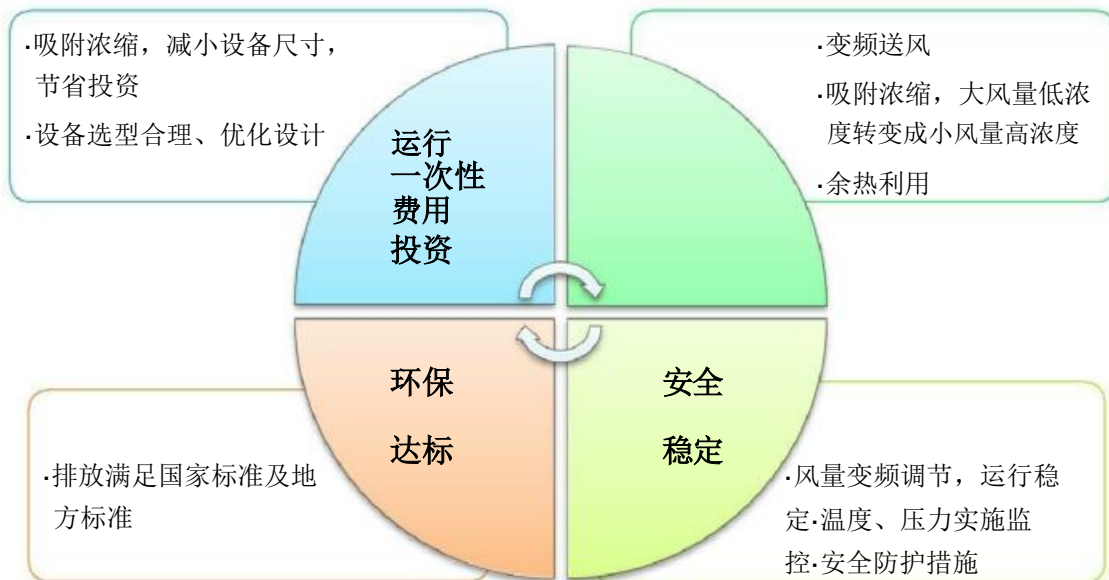 ·吸附浓缩，减小设备尺寸，
节省投资
·设备选型合理、优化设计
·变频送风
·吸附浓缩，大风量低浓
度转变成小风量高浓度
·余热利用
运行
一次性
费用
投资
环保
达标
安全
稳定
·排放满足国家标准及地
方标准
·风量变频调节，运行稳
定·温度、压力实施监
控·安全防护措施